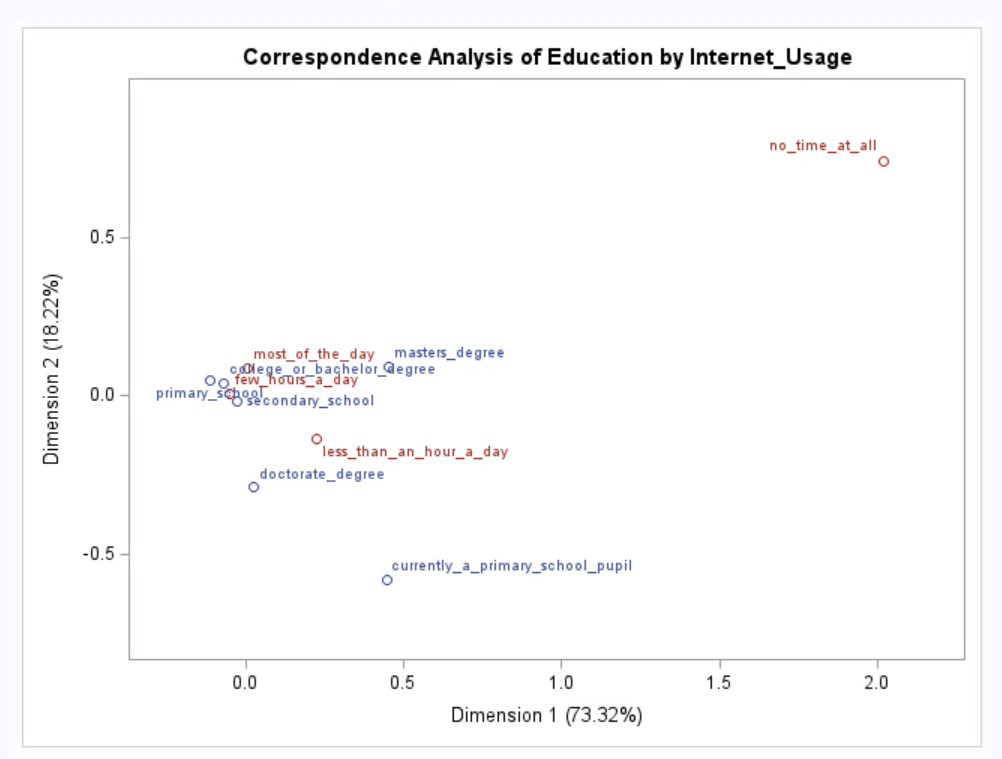 Correspondence Analysis of Education by Internet_Usage
no_time_at_all
0.5
most_of_the_day
masters_degree
college_or_bachelor_degree
few_hours_a_day
primary_school
0.0
secondary_school
less_than_an_hour_a_day
doctorate_degree
-0.5
currently_a_primary_school_pupil
Dimension 2 (18.22%)
0.0 0.5 1.0 1.5 2.0
Dimension 1 (73.32%)